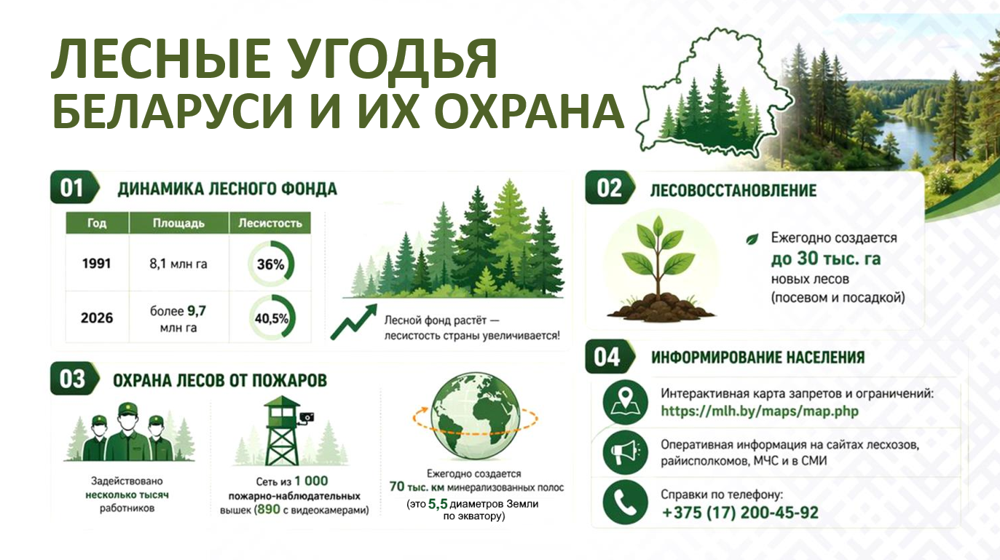 ЛЕСНЫЕ УГОДЬЯ
БЕЛАРУСИ И ИХ ОХРАНА
01
ДИНАМИКА ЛЕСНОГО ФОНДА
Год Площадь Лесистость
1991 8,1 млн га 36%
2026 более 9,7
млн га 40,5%
Лесной фонд растёт —
лесистость страны увеличивается!
02
ЛЕСОВОССТАНОВЛЕНИЕ
Ежегодно создается
до 30 тыс. га
новых лесов
(посевом и посадкой)
03
ОХРАНА ЛЕСОВ ОТ ПОЖАРОВ
Задействовано
несколько тысяч
работников
Сеть из 1 000
пожарно-наблюдательных
вышек (890 с видеокамерами)
Ежегодно создается
70 тыс. км минерализованных полос
(это 5,5 диаметров Земли
по экватору)
04
ИНФОРМИРОВАНИЕ НАСЕЛЕНИЯ
Интерактивная карта запретов и ограничений:
https://mlh.by/maps/map.php
Оперативная информация на сайтах лесхозов,
райисполкомов, МЧС и в СМИ
Справки по телефону:
+375 (17) 200-45-92